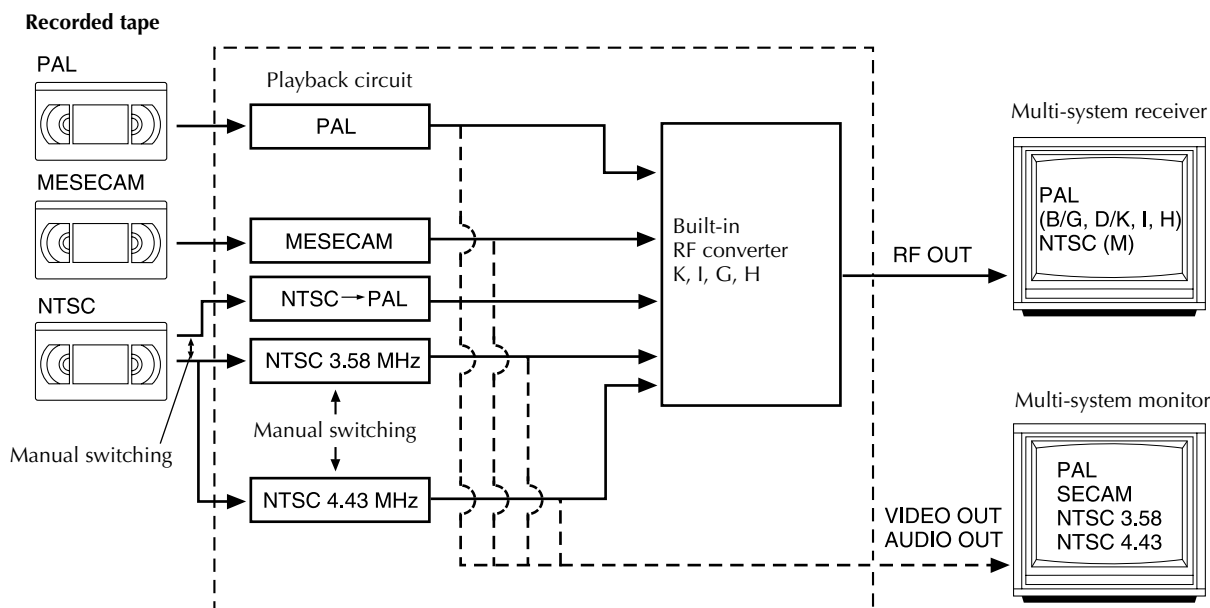 Recorded tape
PAL
Playback circuit
PAL
Multi-system receiver
MESECAM
PAL
(B/G, D/K, I, H)
NTSC (M)
MESECAM
Built-in
RF converter
K, I, G, H
RF OUT
NTSC
NTSC → PAL
NTSC 3.58 MHz
Multi-system monitor
Manual switching
Manual switching
NTSC 4.43 MHz
PAL
SECAM
NTSC 3.58
NTSC 4.43
VIDEO OUT
AUDIO OUT